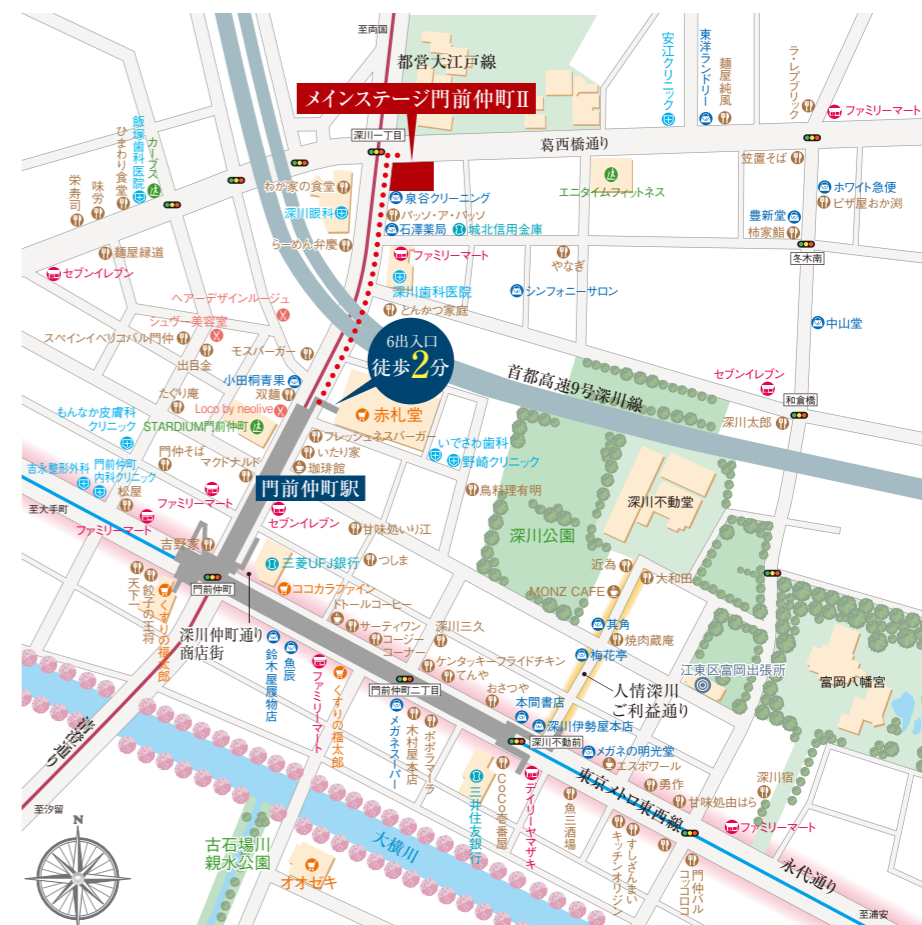 至両国
都営大江戸線
メインステージ門前仲町Ⅱ
深川一丁目
葛西橋通り
安江クリニック
東洋ランドリー
麺屋純風
ラ・レプブリック
ファミリーマート
笠置そば
エニタイムフィットネス
ホワイト急便
ピザ屋おか渕
豊新堂
柿家鮨
冬木南
飯塚歯科医院
カーブス
ひまわり食堂
味労
栄寿司
麺屋縁道
セブンイレブン
わが家の食堂
深川眼科
らーめん弁慶
泉谷クリーニング
パッソ・ア・パッソ
石澤薬局
城北信用金庫
ファミリーマート
深川歯科医院
とんかつ家庭
やなぎ
シンフォニーサロン
中山堂
ヘアーデザインルージュ
シュヴー美容室
スペインイベリコバル門仲
出目金
モスバーガー
小田桐青果
双麺
たぐり庵
Loco by neolive
STARDIUM門前仲町
もんなか皮膚科
クリニック
門仲そば
マクドナルド
吉永整形外科
門前仲町
内科クリニック
松屋
至大手町
ファミリーマート
ファミリーマート
6出入口
徒歩2分
首都高速9号深川線
セブンイレブン
和倉橋
深川太郎
赤札堂
フレッシュネスバーガー
いたり家
珈琲館
いでさわ歯科
野崎クリニック
鳥料理有明
門前仲町駅
セブンイレブン
甘味処いり江
吉野家
三菱UFJ銀行
つしま
門前仲町
ココカラファイン
深川不動堂
深川公園
近為
大和田
MONZ CAFE
其角
焼肉蔵庵
梅花亭
江東区富岡出張所
富岡八幡宮
人情深川
ご利益通り
天下一
餃子の王将
くすりの福太郎
深川仲町通り
商店街
ドトールコーヒー
サーティワン
コージー
コーナー
深川三久
ケンタッキーフライドチキン
てんや
門前仲町二丁目
おさつや
本間書店
深川伊勢屋本店
深川不動前
メガネの明光堂
エスポワール
鈴木屋履物店
魚辰
ファミリーマート
くすりの福太郎
メガネスーパー
木村屋本店
ポポラマーラ
三井住友銀行
CoCo壱番屋
デイリーヤマザキ
魚三酒場
東京メトロ東西線
勇作
甘味処由はら
深川宿
ファミリーマート
すしざんまい
キッチンオリジン
門仲バル
コッコロコ
永代通り
至浦安
清澄通り
至汐留
N
古石場川
親水公園
オオゼキ
大横川